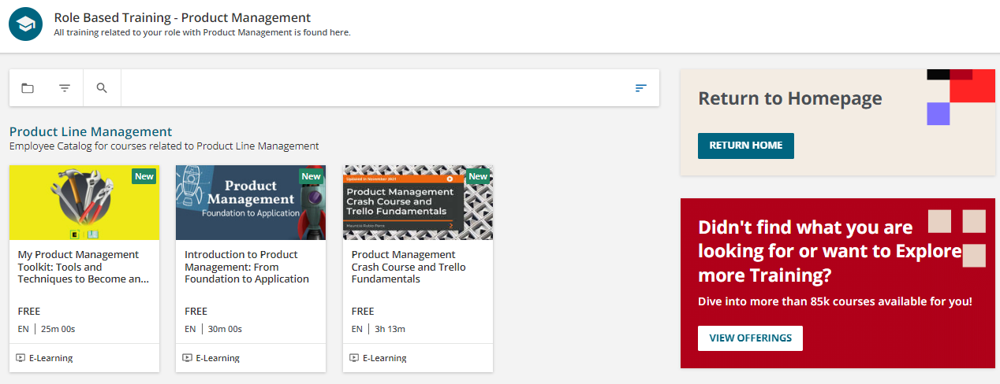 Role Based Training - Product Management
All training related to your role with Product Management is found here.
Product Line Management
Employee Catalog for courses related to Product Line Management
New
My Product Management
Toolkit: Tools and
Techniques to Become an...
FREE
EN | 25m 00s
E-Learning
Product
Management
Foundation to Application
New
Introduction to Product
Management: From
Foundation to Application
FREE
EN | 30m 00s
E-Learning
Updated in November 2021
New
Product Management
Crash Course and
Trello Fundamentals
Mauricio Rubio Parra
Product Management
Crash Course and Trello
Fundamentals
FREE
EN | 3h 13m
E-Learning
Return to Homepage
RETURN HOME
Didn't find what you are
looking for or want to Explore
more Training?
Dive into more than 85k courses available for you!
VIEW OFFERINGS